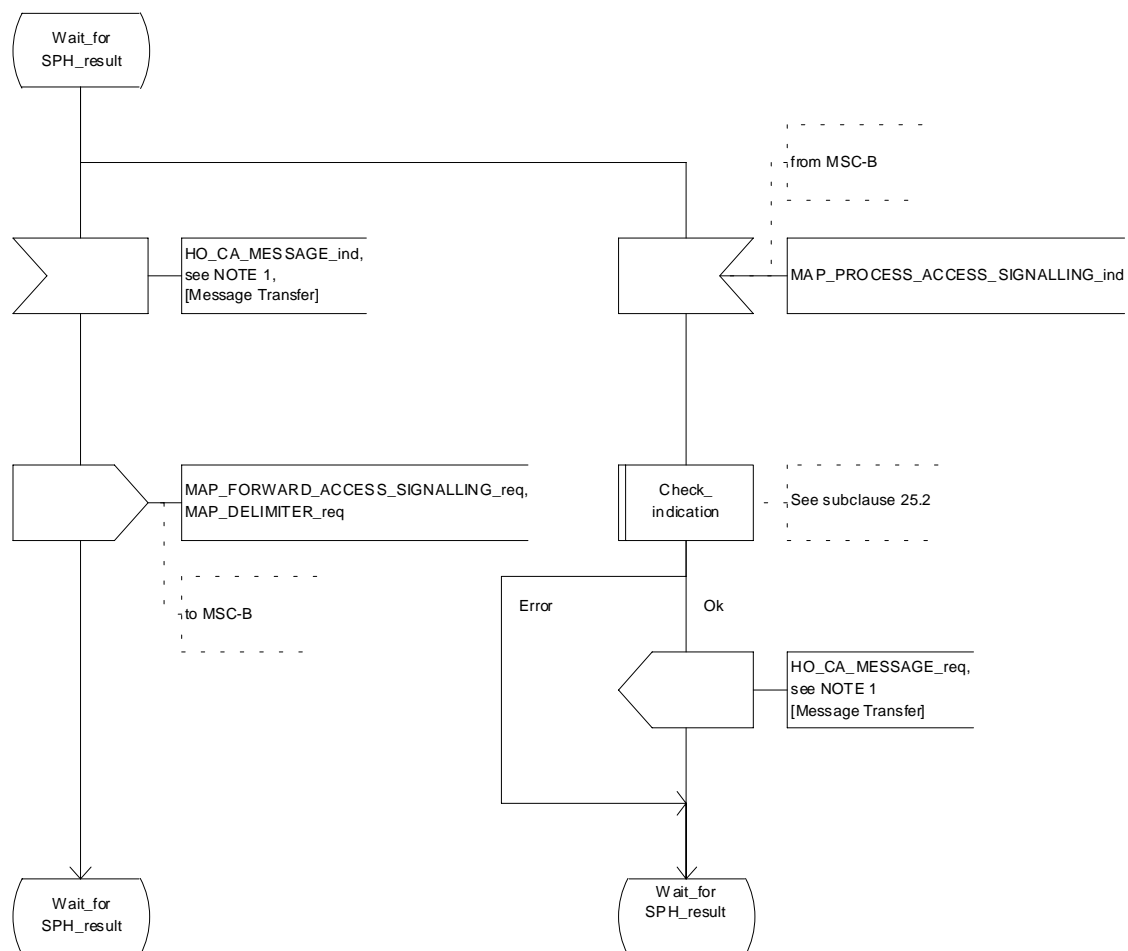 Wait_for
SPH_result
from MSC-B
HO_CA_MESSAGE_ind,
see NOTE 1,
[Message Transfer]
MAP_PROCESS_ACCESS_SIGNALLING_ind
MAP_FORWARD_ACCESS_SIGNALLING_req,
MAP_DELIMITER_req
Check_
indication
See subclause 25.2
to MSC-B
Error
Ok
HO_CA_MESSAGE_req,
see NOTE 1
[Message Transfer]
Wait_for
SPH_result
Wait_for
SPH_result